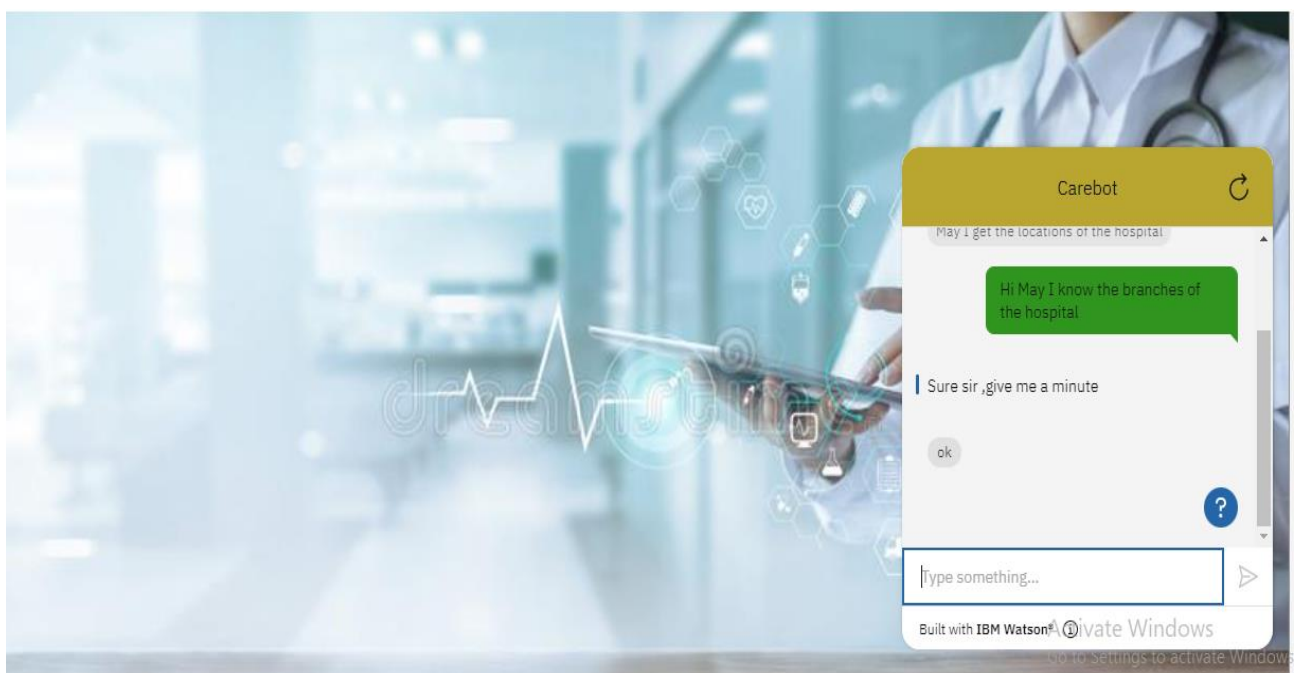 Carebot
May I get the locations of the hospital
Hi May I know the branches of
the hospital
Sure sir ,give me a minute
ok
?
Type something...
Built with IBM Watson®
Activate Windows
Go to Settings to activate Windows
dreamstime